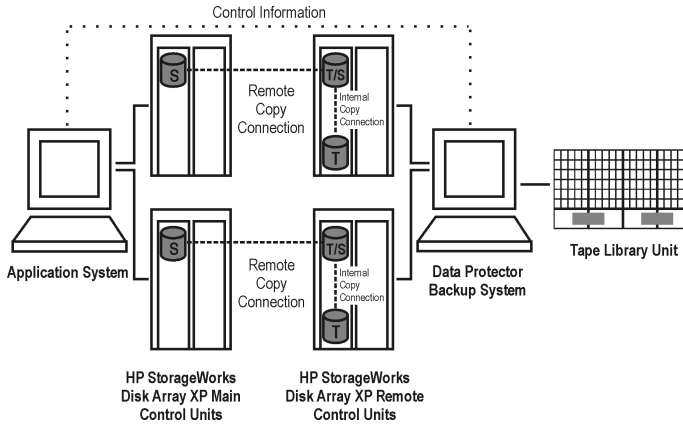 Control Information
S
T/S
Remote
Copy
Connection
Internal
Copy
Connection
T
S
T/S
Remote
Copy
Connection
Internal
Copy
Connection
T
Application System
Data Protector
Backup System
Tape Library Unit
HP StorageWorks
Disk Array XP Main
Control Units
HP StorageWorks
Disk Array XP Remote
Control Units